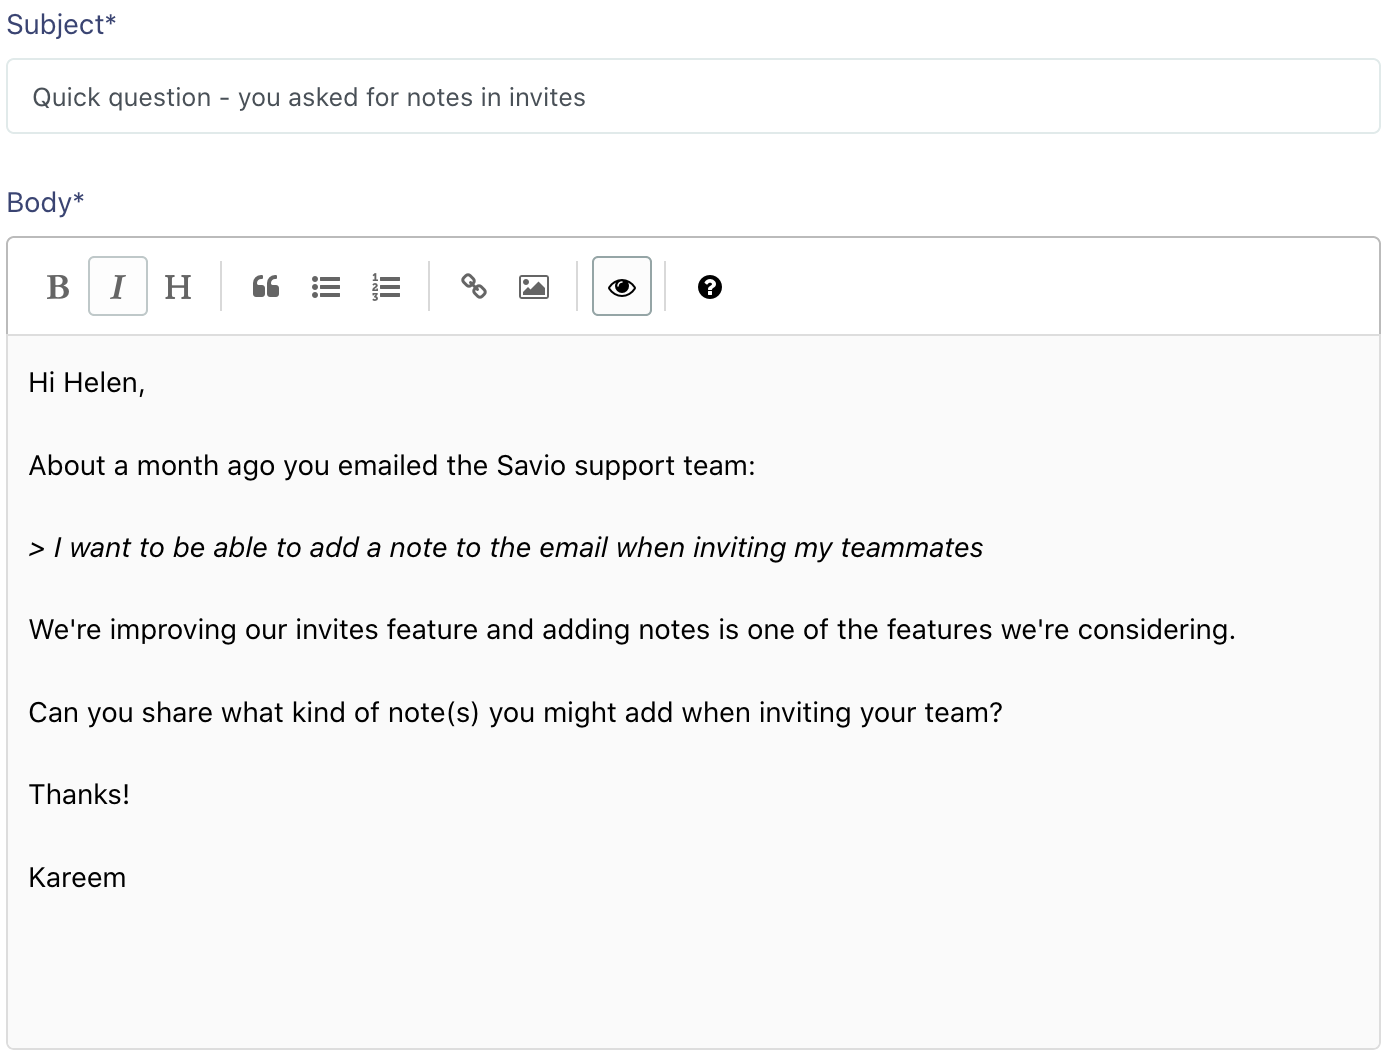 Subject*
Quick question - you asked for notes in invites
Body*
B I H 1 2 3 ?
Hi Helen,
About a month ago you emailed the Savio support team:
> I want to be able to add a note to the email when inviting my teammates
We're improving our invites feature and adding notes is one of the features we're considering.
Can you share what kind of note(s) you might add when inviting your team?
Thanks!
Kareem